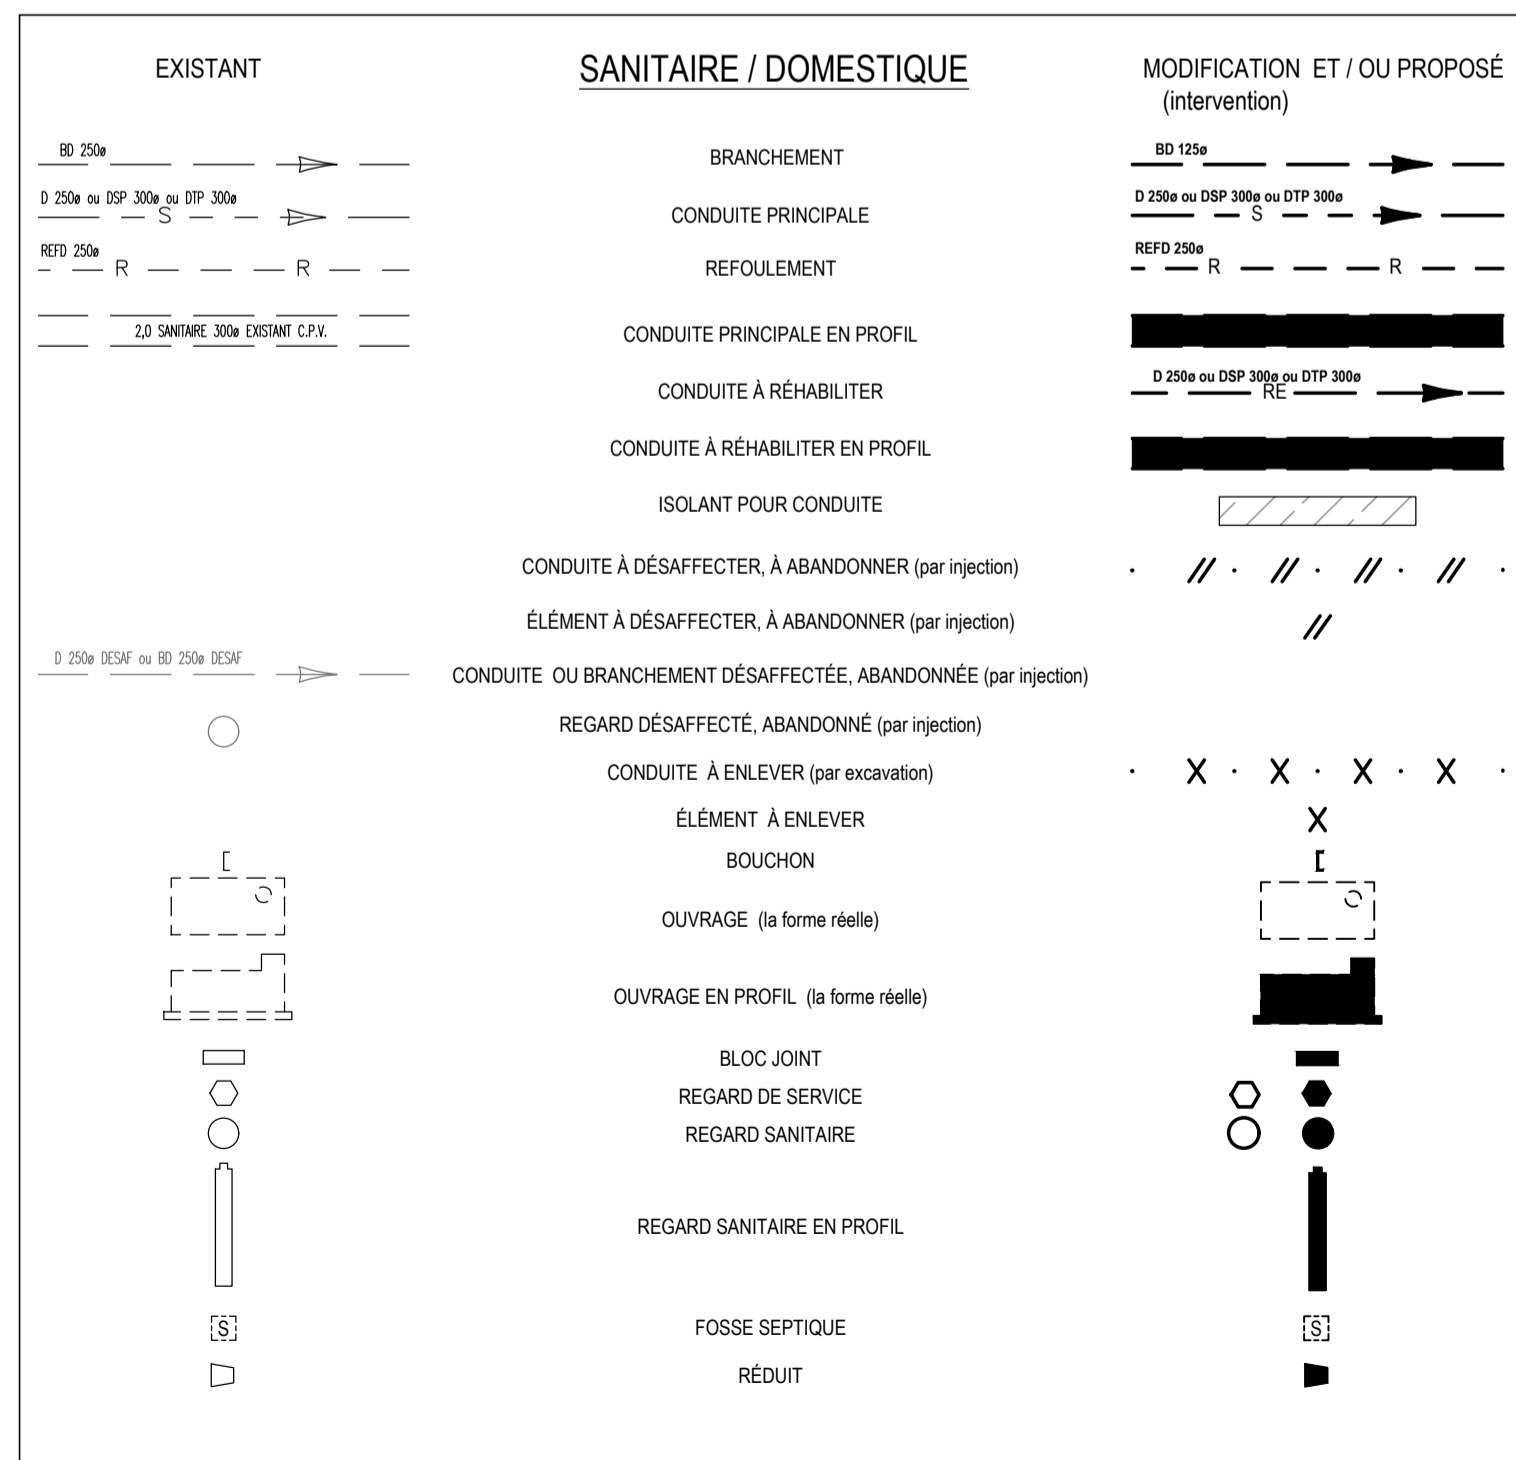 EXISTANT
SANITAIRE / DOMESTIQUE
MODIFICATION ET / OU PROPOSÉ
(intervention)
BD 250ø
BRANCHEMENT
BD 125ø
D 250ø ou DSP 300ø ou DTP 300ø
S
CONDUITE PRINCIPALE
D 250ø ou DSP 300ø ou DTP 300ø
S
REFD 250ø
R R
REFOULEMENT
REFD 250ø
R R
2,0 SANITAIRE 300ø EXISTANT C.P.V.
CONDUITE PRINCIPALE EN PROFIL
CONDUITE À RÉHABILITER
D 250ø ou DSP 300ø ou DTP 300ø
RE
CONDUITE À RÉHABILITER EN PROFIL
ISOLANT POUR CONDUITE
CONDUITE À DÉSAFFECTER, À ABANDONNER (par injection)
ÉLÉMENT À DÉSAFFECTER, À ABANDONNER (par injection)
D 250ø DESAF ou BD 250ø DESAF
CONDUITE OU BRANCHEMENT DÉSAFFECTÉE, ABANDONNÉE (par injection)
REGARD DÉSAFFECTÉ, ABANDONNÉ (par injection)
CONDUITE À ENLEVER (par excavation)
X X X X
ÉLÉMENT À ENLEVER
X
BOUCHON
OUVRAGE (la forme réelle)
OUVRAGE EN PROFIL (la forme réelle)
BLOC JOINT
REGARD DE SERVICE
REGARD SANITAIRE
REGARD SANITAIRE EN PROFIL
S
FOSSE SEPTIQUE
S
RÉDUIT